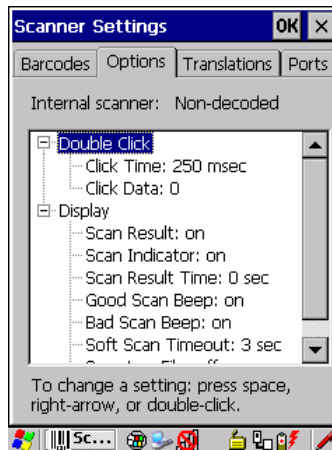 Scanner Settings OK ×
Barcodes Options Translations Ports
Internal scanner: Non-decoded
Double Click
Click Time: 250 msec
Click Data: 0
Display
Scan Result: on
Scan Indicator: on
Scan Result Time: 0 sec
Good Scan Beep: on
Bad Scan Beep: on
Soft Scan Timeout: 3 sec
To change a setting: press space,
right-arrow, or double-click.
Sc...